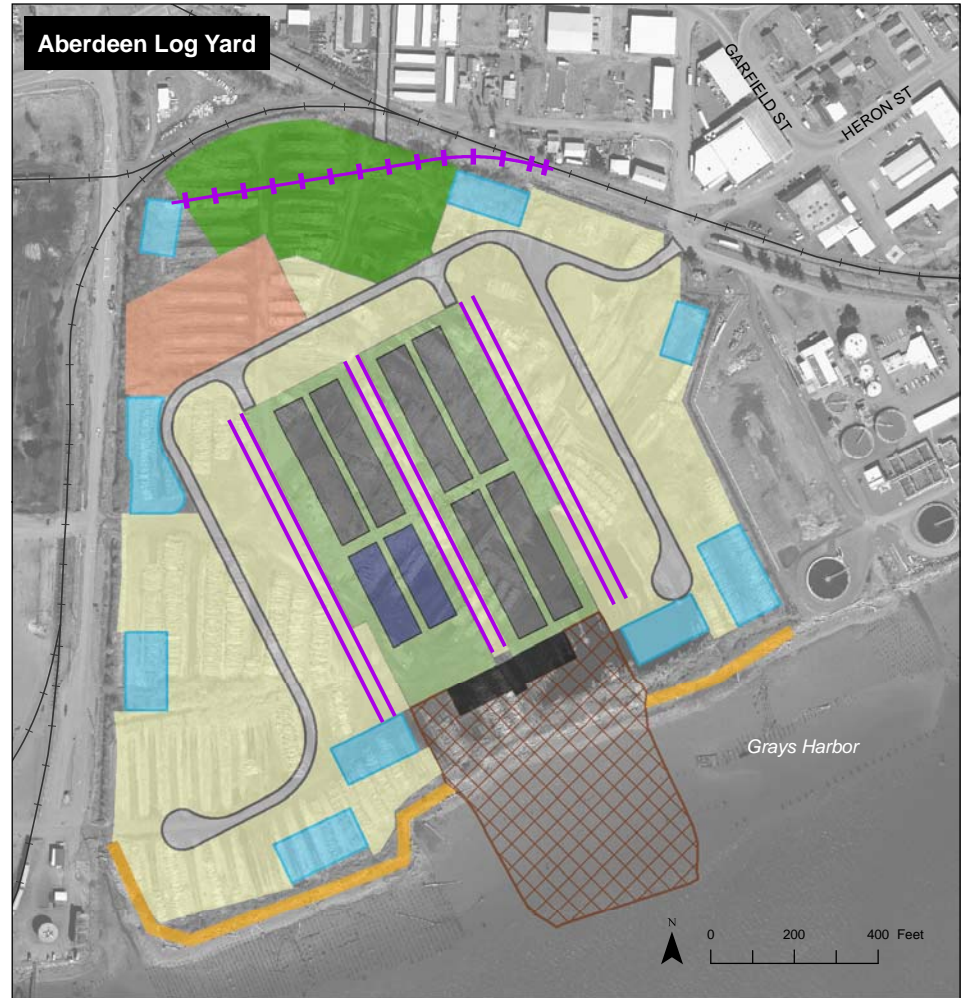 Aberdeen Log Yard
GARFIELD ST
HERON ST
Grays Harbor
N
0 200 400 Feet